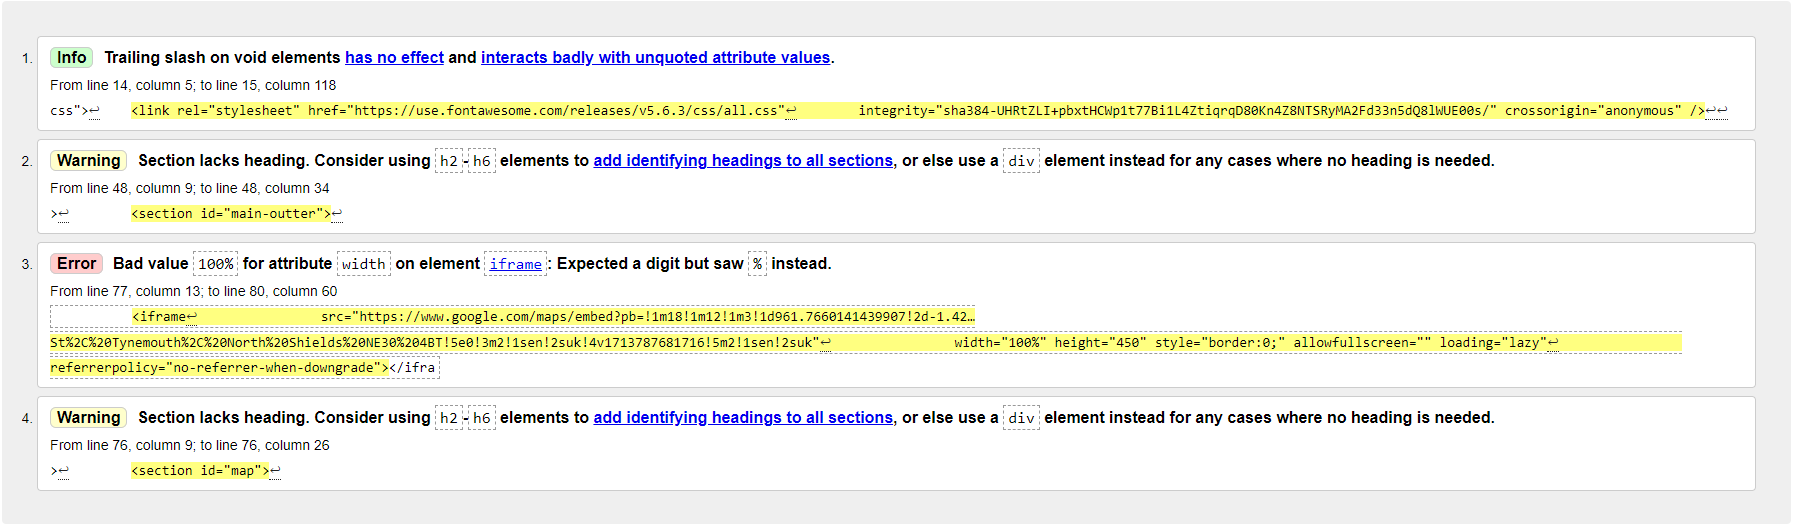 1. Info Trailing slash on void elements has no effect and interacts badly with unquoted attribute values.
From line 14, column 5; to line 15, column 118
css">↩ <link rel="stylesheet" href="https://use.fontawesome.com/releases/v5.6.3/css/all.css"↩ integrity="sha384-UHRtZLI+pbxtHCWp1t77Bi1L4ZtiqrqD80Kn4Z8NTSRyMA2Fd33n5dQ8lWUE00s/" crossorigin="anonymous" />↩↩
2. Warning Section lacks heading. Consider using h2-h6 elements to add identifying headings to all sections, or else use a div element instead for any cases where no heading is needed.
From line 48, column 9; to line 48, column 34
>↩ <section id="main-outter">↩
3. Error Bad value 100% for attribute width on element iframe: Expected a digit but saw % instead.
From line 77, column 13; to line 80, column 60
<iframe↩ src="https://www.google.com/maps/embed?pb=!1m18!1m12!1m3!1d961.7660141439907!2d-1.42…
St%2C%20Tynemouth%2C%20North%20Shields%20NE30%204BT!5e0!3m2!1sen!2suk!4v1713787681716!5m2!1sen!2suk"↩ width="100%" height="450" style="border:0;" allowfullscreen="" loading="lazy"↩
referrerpolicy="no-referrer-when-downgrade"></ifra
4. Warning Section lacks heading. Consider using h2-h6 elements to add identifying headings to all sections, or else use a div element instead for any cases where no heading is needed.
From line 76, column 9; to line 76, column 26
>↩ <section id="map">↩